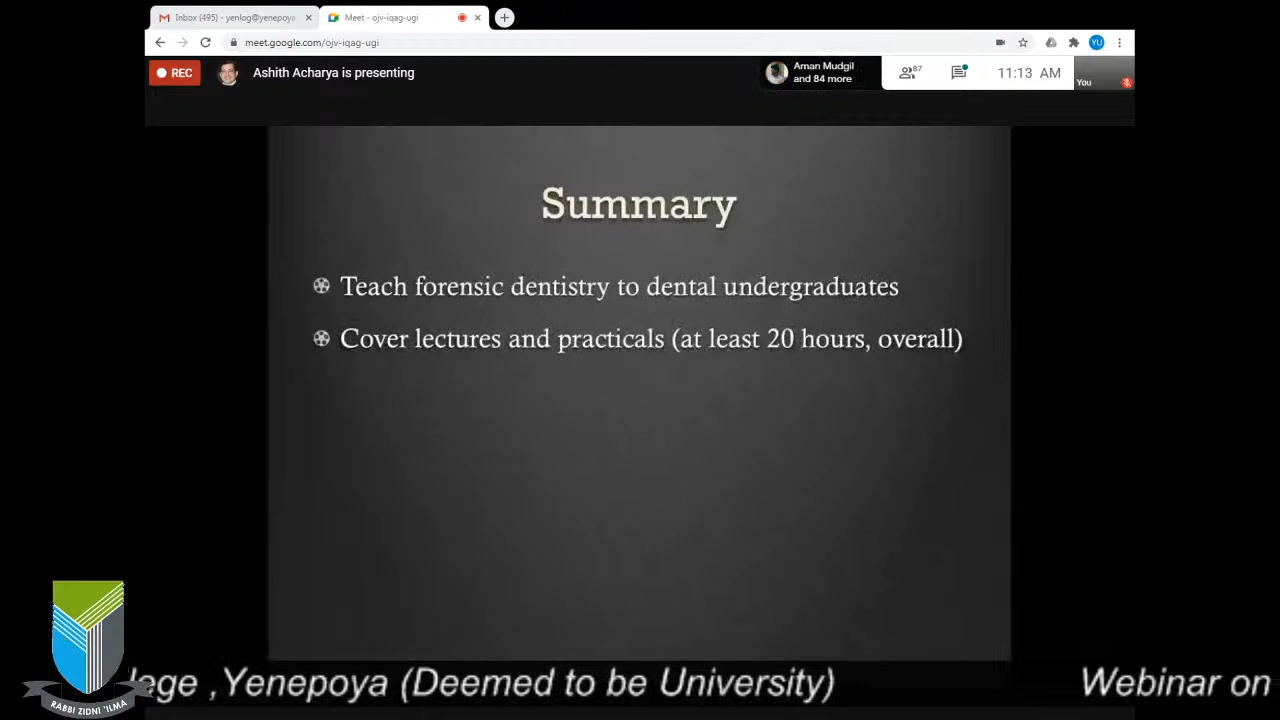 Inbox (495) - yenlog@yenepoya
Meet - ojv-iqag-ugi
meet.google.com/ojv-iqag-ugi
YU
REC
Ashith Acharya is presenting
Aman Mudgil
and 84 more
87
11:13 AM
You
Summary
Teach forensic dentistry to dental undergraduates
Cover lectures and practicals (at least 20 hours, overall)
lege ,Yenepoya (Deemed to be University)
Webinar on
RABBI ZIDNI 'ILMA